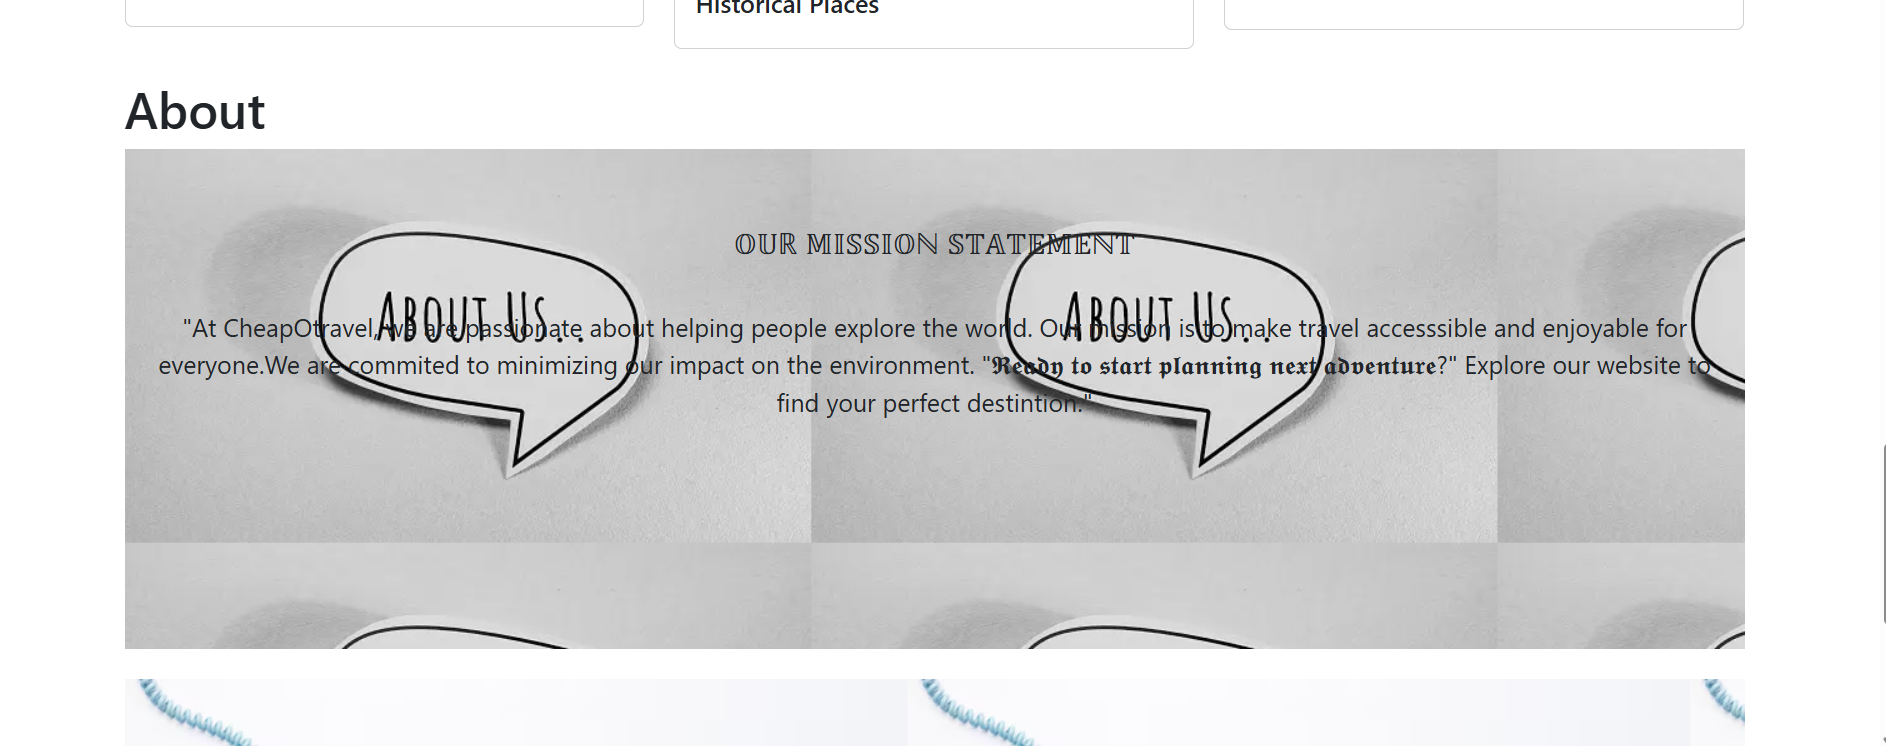 Historical Places
About
𝕆𝕌ℝ 𝕄𝕀𝕊𝕊𝕀𝕆ℕ 𝕊𝕋𝔸𝕋𝔼𝕄𝔼ℕ𝕋
ABOUT US..
ABOUT US..
"At CheapOtravel, we are passionate about helping people explore the world. Our mission is to make travel accesssible and enjoyable for
everyone.We are commited to minimizing our impact on the environment. "𝕽𝖊𝖆𝖉𝖞 𝖙𝖔 𝖘𝖙𝖆𝖗𝖙 𝖕𝖑𝖆𝖓𝖓𝖎𝖓𝖌 𝖓𝖊𝖝𝖙 𝖆𝖉𝖛𝖊𝖓𝖙𝖚𝖗𝖊?" Explore our website to
find your perfect destintion."